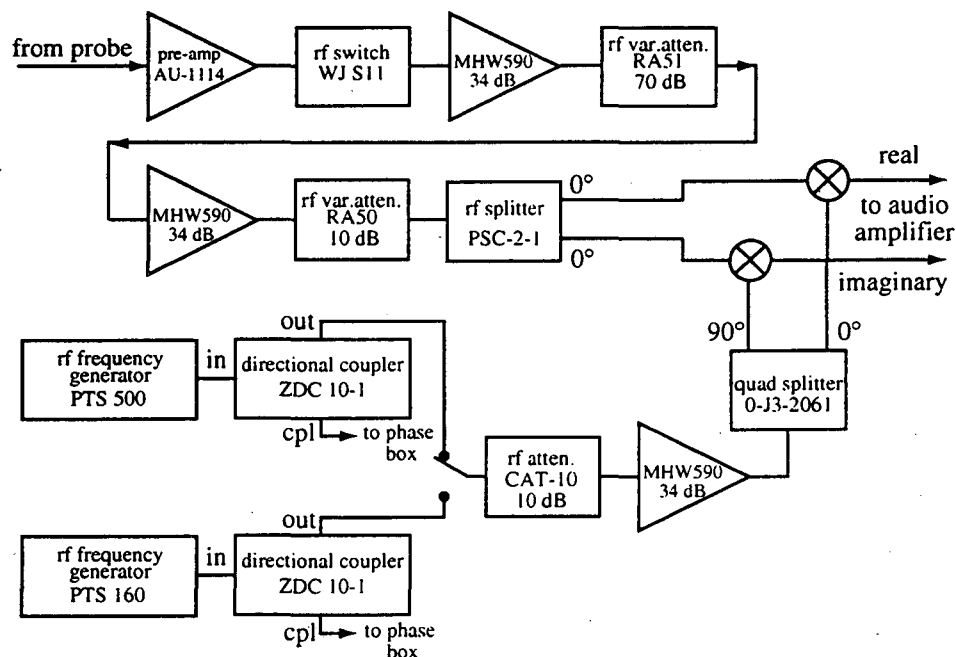 from probe
pre-amp
AU-1114
rf switch
WJ S11
MHW590
34 dB
rf var.atten.
RA51
70 dB
MHW590
34 dB
rf var.atten.
RA50
10 dB
rf splitter
PSC-2-1
0°
0°
real
to audio
amplifier
imaginary
90°
0°
quad splitter
0-J3-2061
rf frequency
generator
PTS 500
in
out
directional coupler
ZDC 10-1
cpl
to phase
box
rf atten.
CAT-10
10 dB
MHW590
34 dB
rf frequency
generator
PTS 160
in
out
directional coupler
ZDC 10-1
cpl
to phase
box